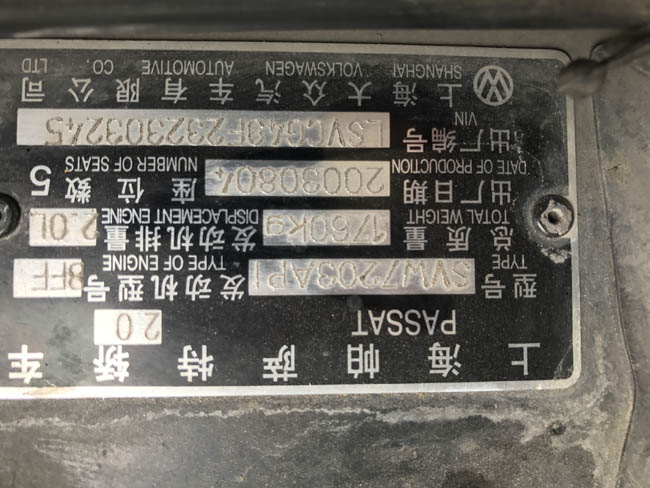 上海帕萨特轿车
PASSAT 2.0
型号 SVW7203API 发动机型号 BFF
TYPE TYPE OF ENGINE
总质量 1760kg 发动机排量 2.0L
TOTAL WEIGHT DISPLACEMENT ENGINE
出厂日期 20030804 座位数 5
DATE OF PRODUCTION NUMBER OF SEATS
出厂编号 LSVCG49F232303245
VIN
上海大众汽车有限公司
SHANGHAI VOLKSWAGEN AUTOMOTIVE CO. LTD